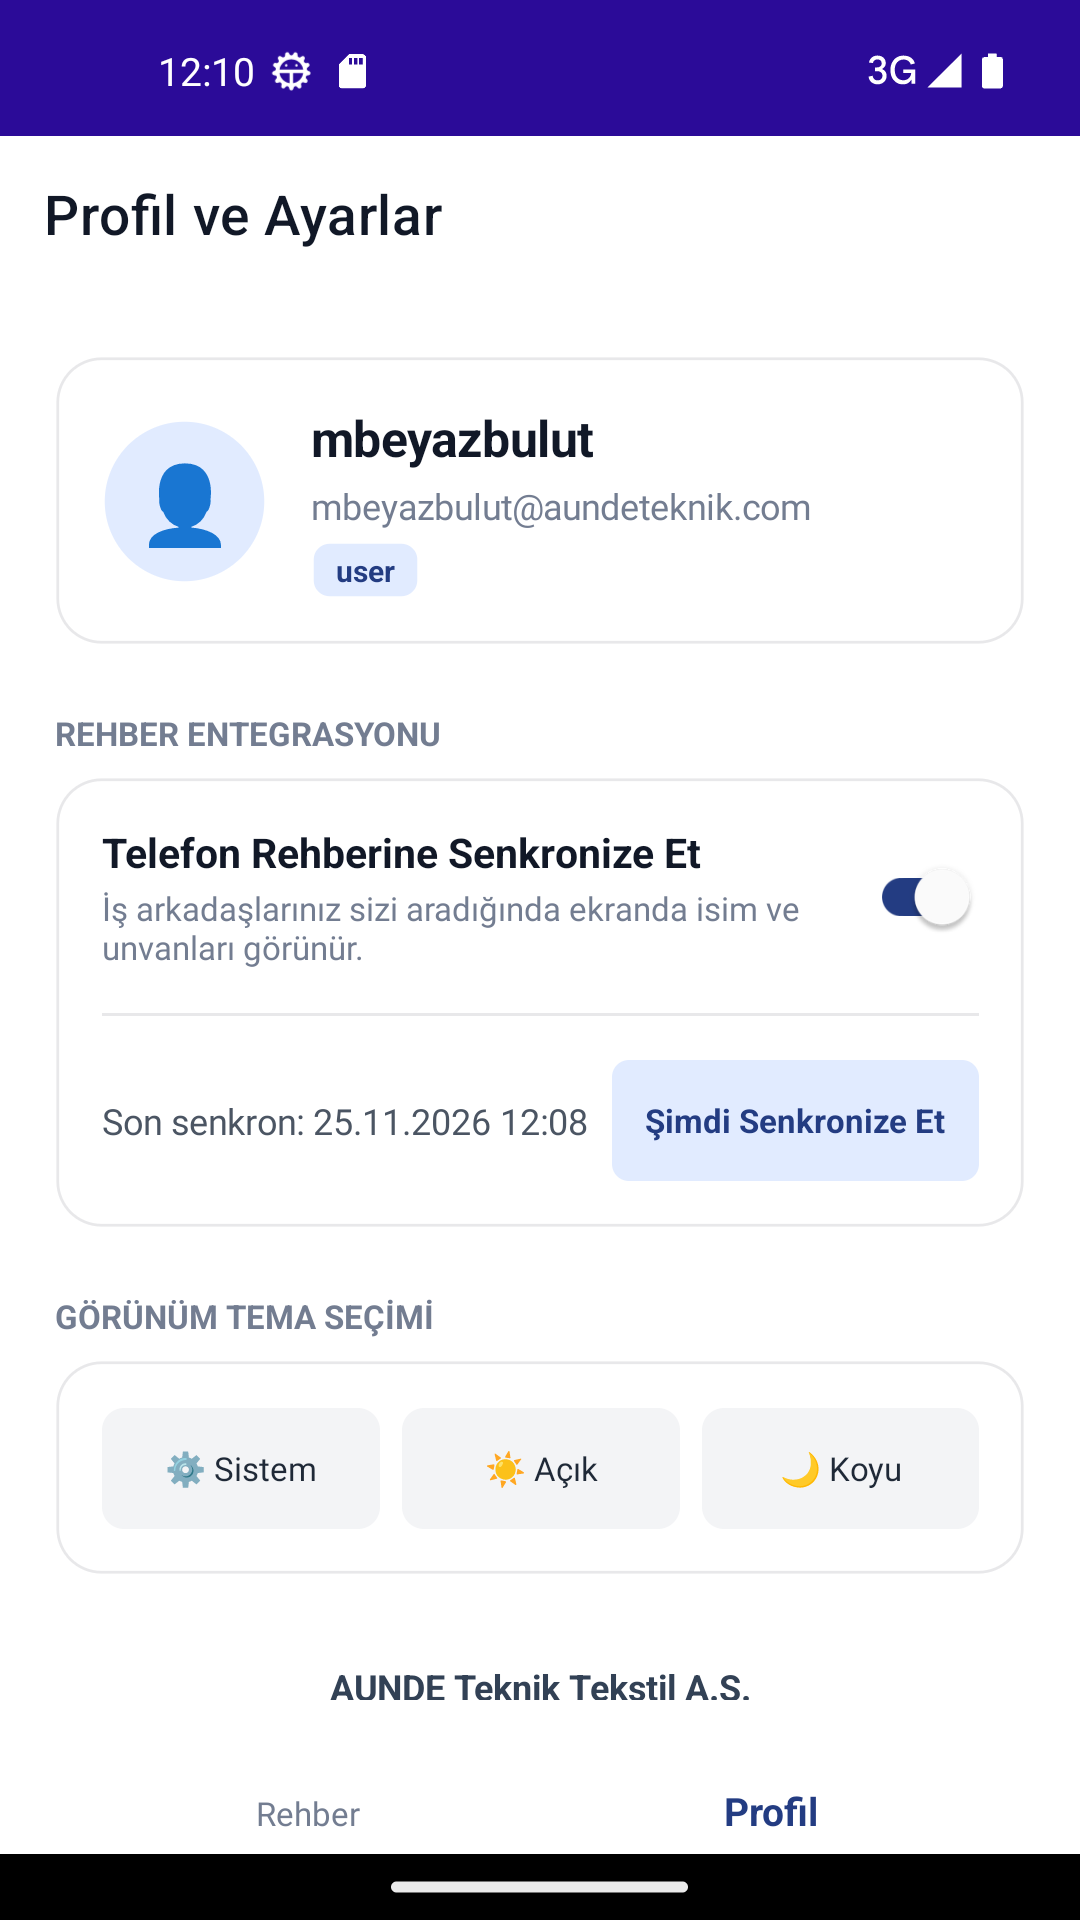 12:10
3G
Profil ve Ayarlar
mbeyazbulut
mbeyazbulut@aundeteknik.com
user
REHBER ENTEGRASYONU
Telefon Rehberine Senkronize Et
İş arkadaşlarınız sizi aradığında ekranda isim ve
unvanları görünür.
Son senkron: 25.11.2026 12:08
Şimdi Senkronize Et
GÖRÜNÜM TEMA SEÇİMİ
⚙️ Sistem
☀️ Açık
🌙 Koyu
AUNDE Teknik Tekstil A.S.
Rehber
Profil